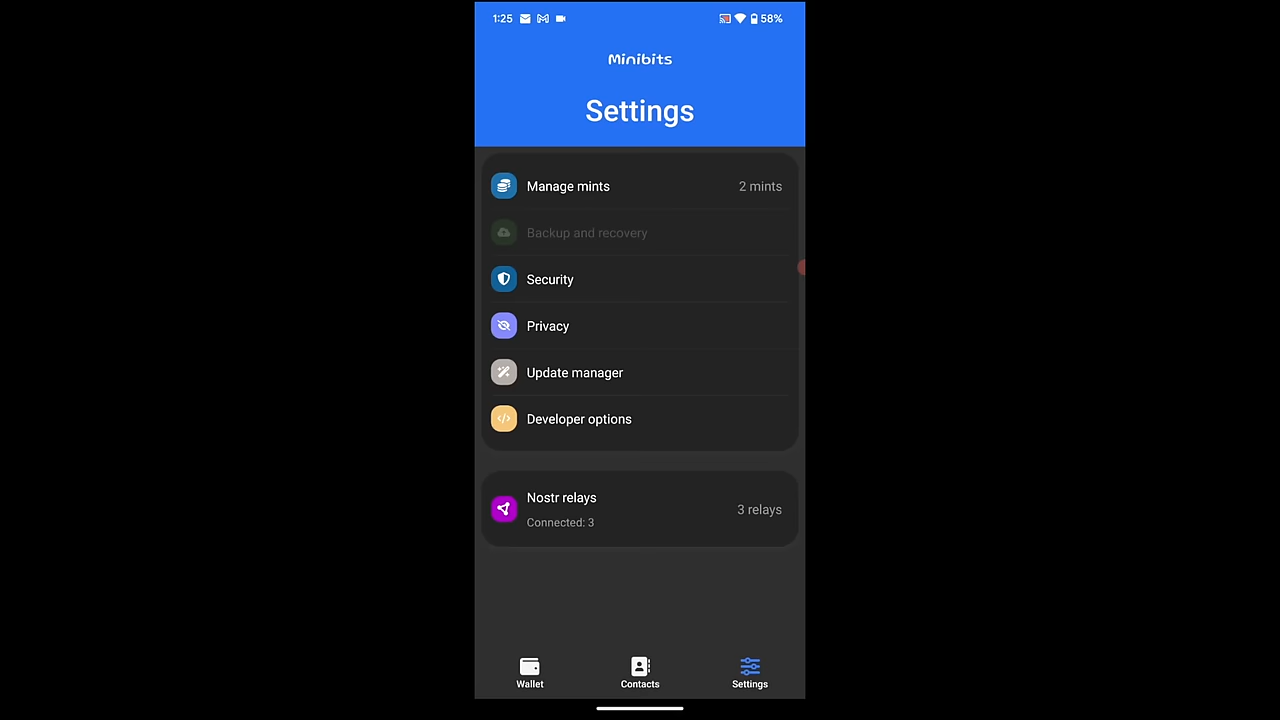 1:25
58%
Minibits
Settings
Manage mints
2 mints
Backup and recovery
Security
Privacy
Update manager
Developer options
Nostr relays
Connected: 3
3 relays
Wallet
Contacts
Settings